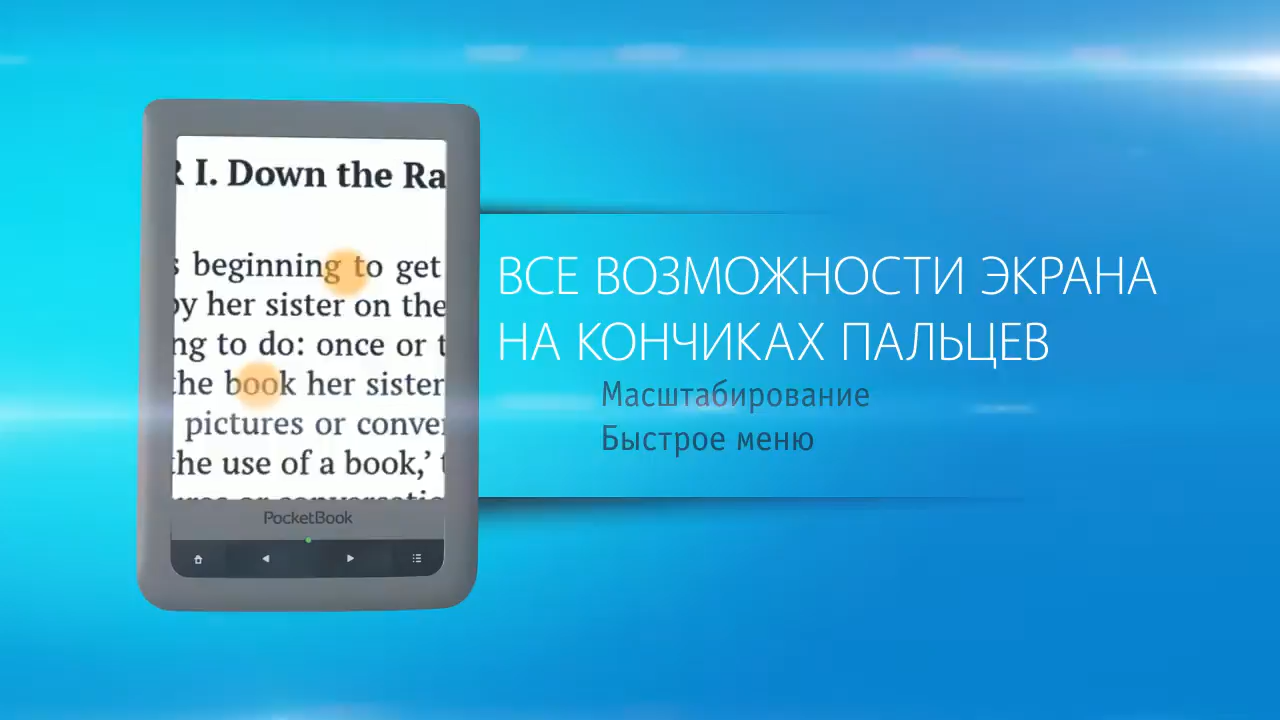 I. Down the Ra
beginning to get
by her sister on the
ng to do: once or t
the book her sister
pictures or conver
the use of a book,’ t
PocketBook
ВСЕ ВОЗМОЖНОСТИ ЭКРАНА
НА КОНЧИКАХ ПАЛЬЦЕВ
Масштабирование
Быстрое меню